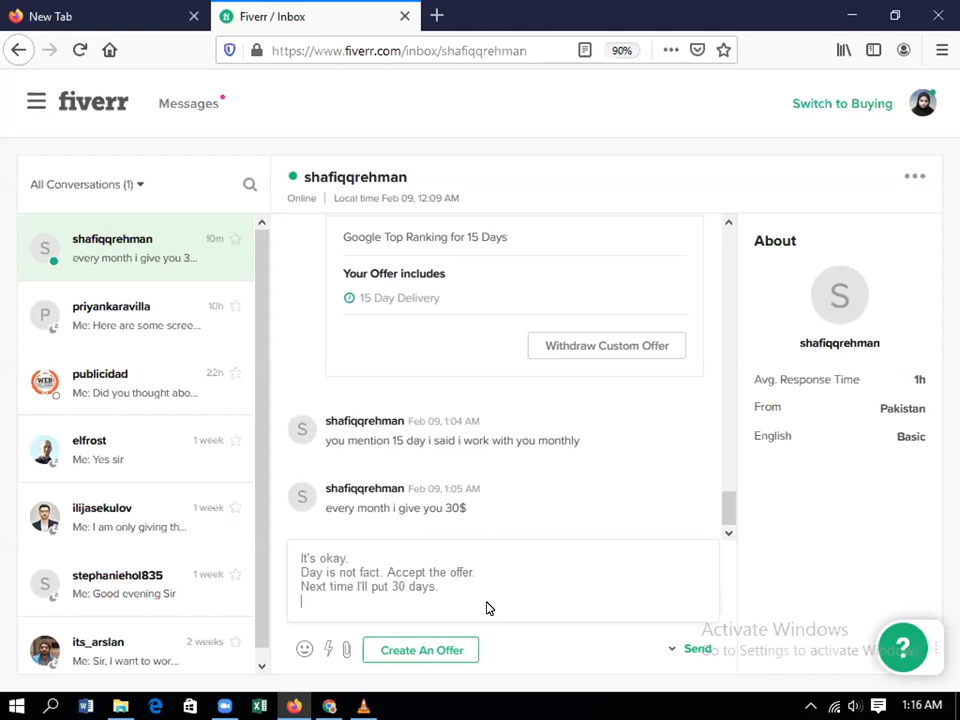 New Tab
Fiverr / Inbox
https://www.fiverr.com/inbox/shafiqqrehman
90%
fiverr
Messages
Switch to Buying
All Conversations (1)
shafiqqrehman
Online
Local time Feb 09, 12:09 AM
S
shafiqqrehman
10m
every month i give you 3...
P
priyankaravilla
10h
Me: Here are some scree...
WEB
publicidad
22h
Me: Did you thought abo...
elfrost
1 week
Me: Yes sir
ilijasekulov
1 week
Me: I am only giving th...
S
stephaniehol835
1 week
Me: Good evening Sir
its_arslan
2 weeks
Me: Sir, I want to wor...
Google Top Ranking for 15 Days
Your Offer includes
15 Day Delivery
Withdraw Custom Offer
S
shafiqqrehman Feb 09, 1:04 AM
you mention 15 day i said i work with you monthly
S
shafiqqrehman Feb 09, 1:05 AM
every month i give you 30$
It's okay.
Day is not fact. Accept the offer.
Next time I'll put 30 days.
Create An Offer
Send
About
S
shafiqqrehman
Avg. Response Time 1h
From Pakistan
English Basic
Activate Windows
Go to Settings to activate Windows.
?
1:16 AM